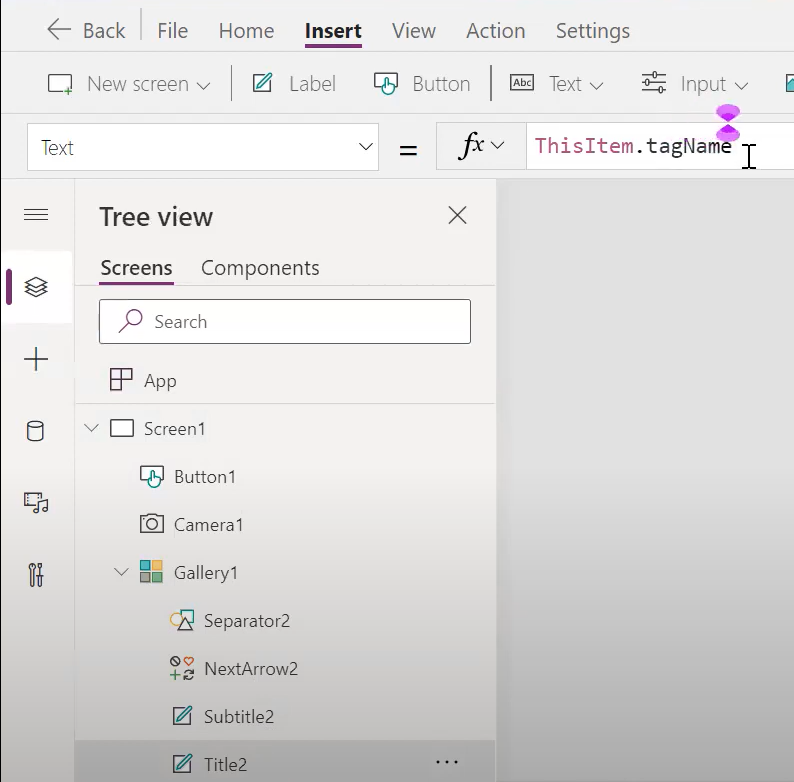 Back File Home Insert View Action Settings
New screen Label Button Abc Text Input
Text = fx ThisItem.tagName
Tree view
Screens Components
Search
App
Screen1
Button1
Camera1
Gallery1
Separator2
NextArrow2
Subtitle2
Title2 ...